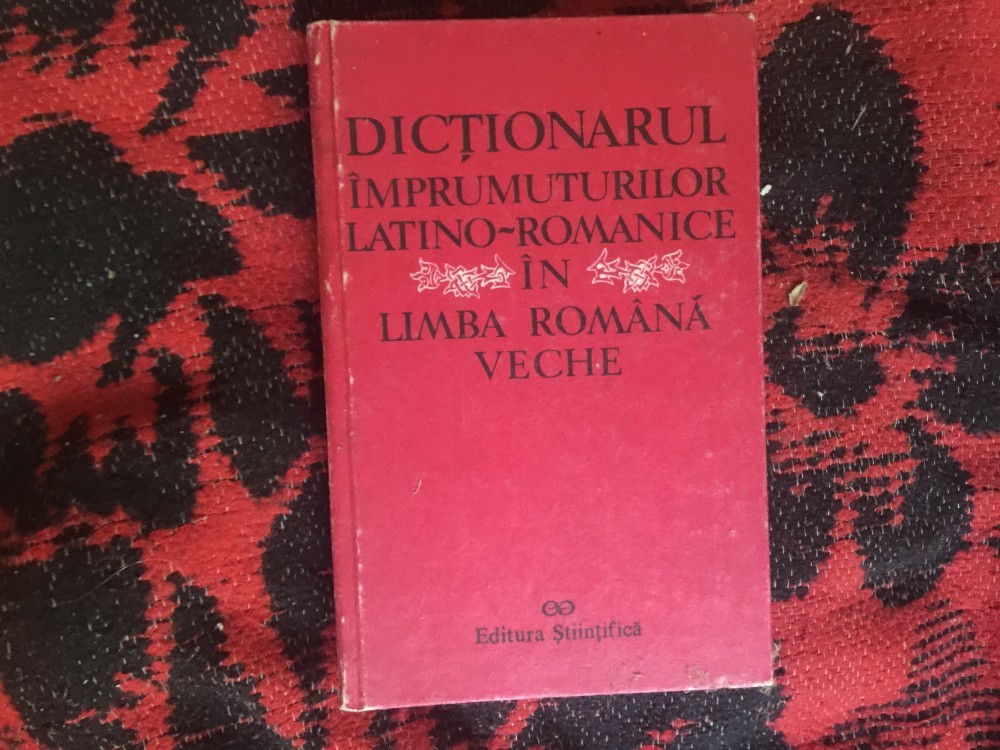 DICȚIONARUL
ÎMPRUMUTURILOR
LATINO-ROMANICE
ÎN
LIMBA ROMÂNĂ
VECHE
Editura Științifică